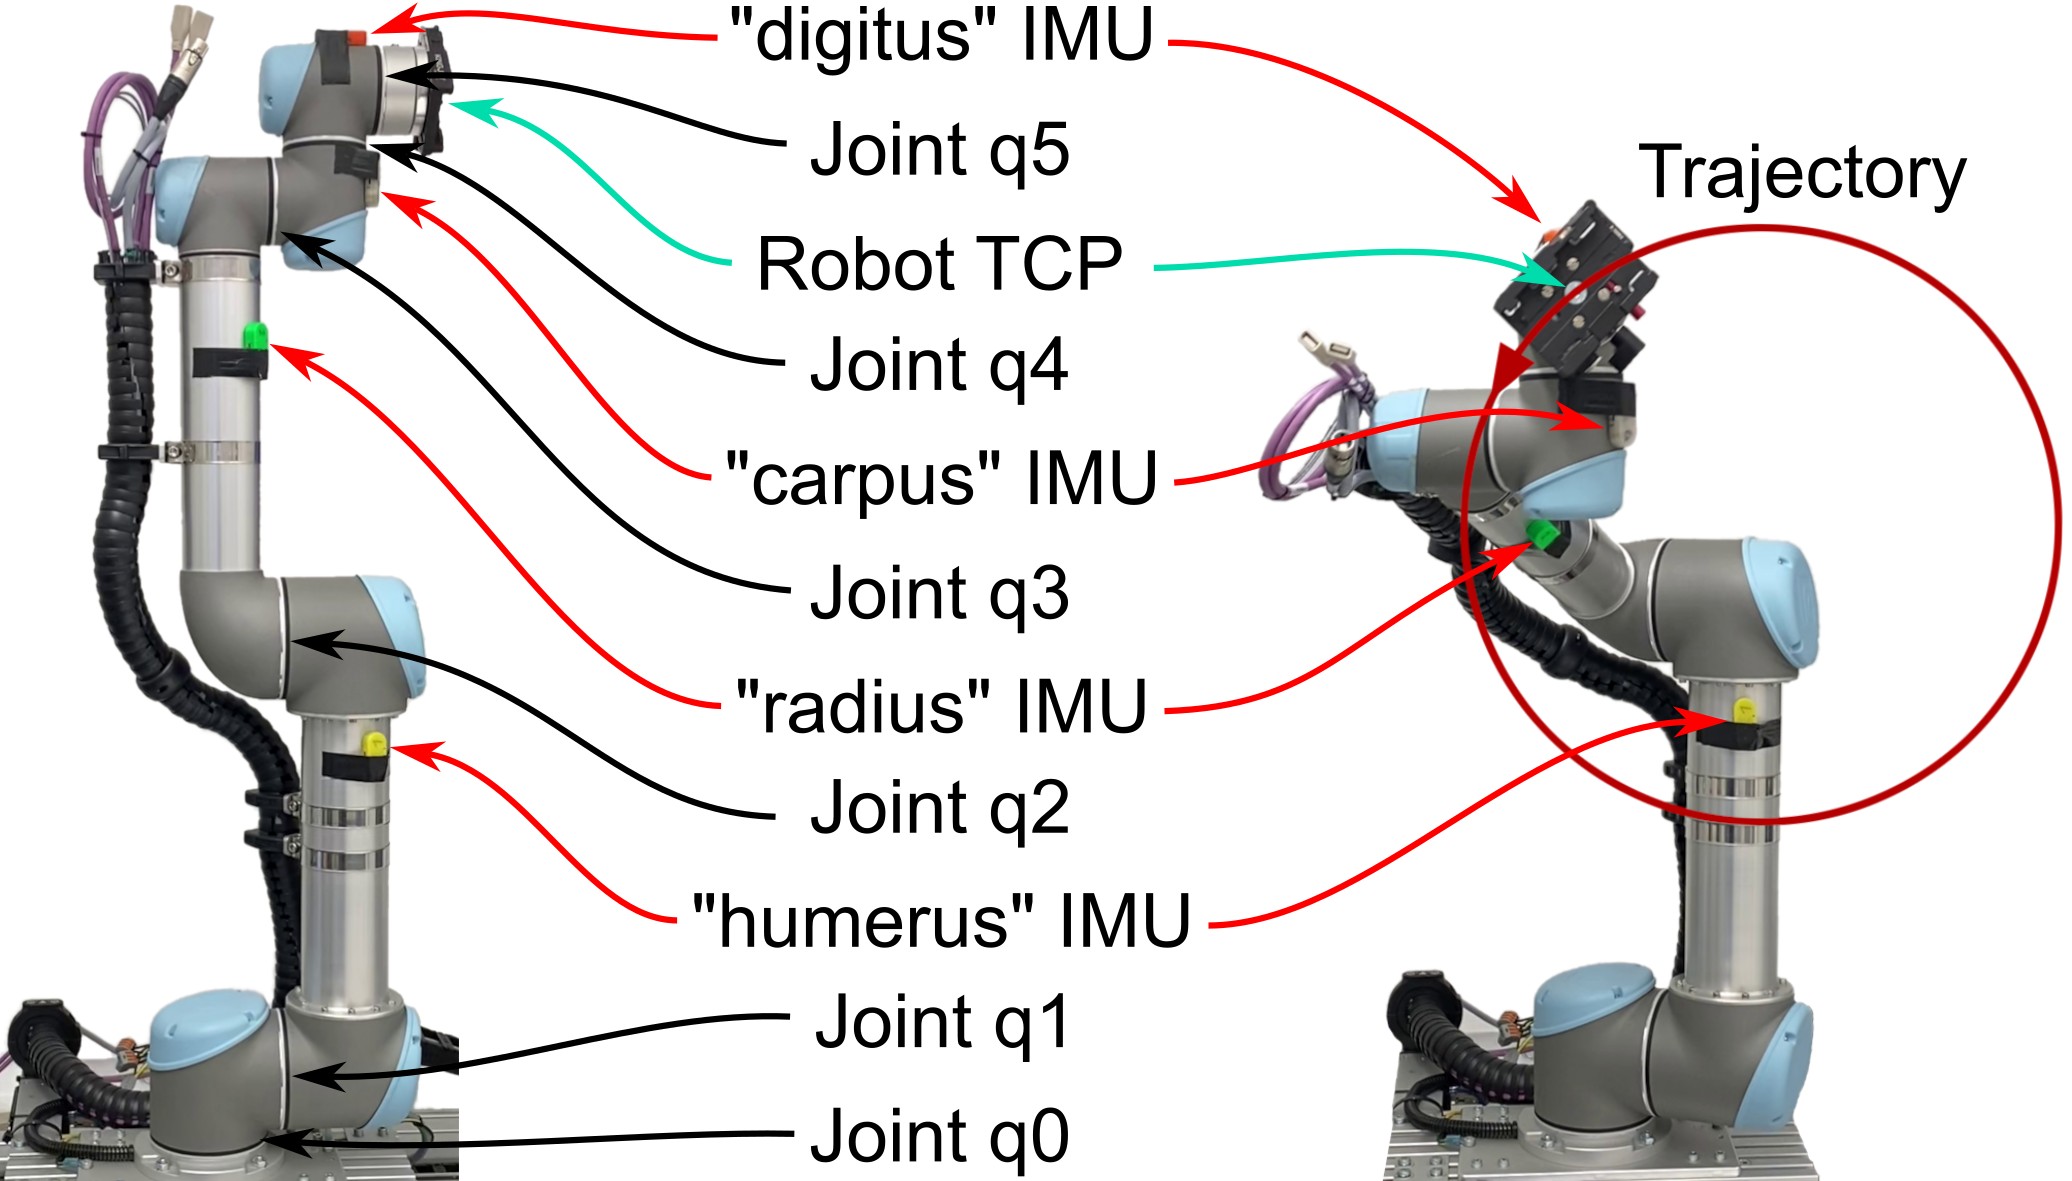 "digitus" IMU
Joint q5
Trajectory
Robot TCP
Joint q4
"carpus" IMU
Joint q3
"radius" IMU
Joint q2
"humerus" IMU
Joint q1
Joint q0